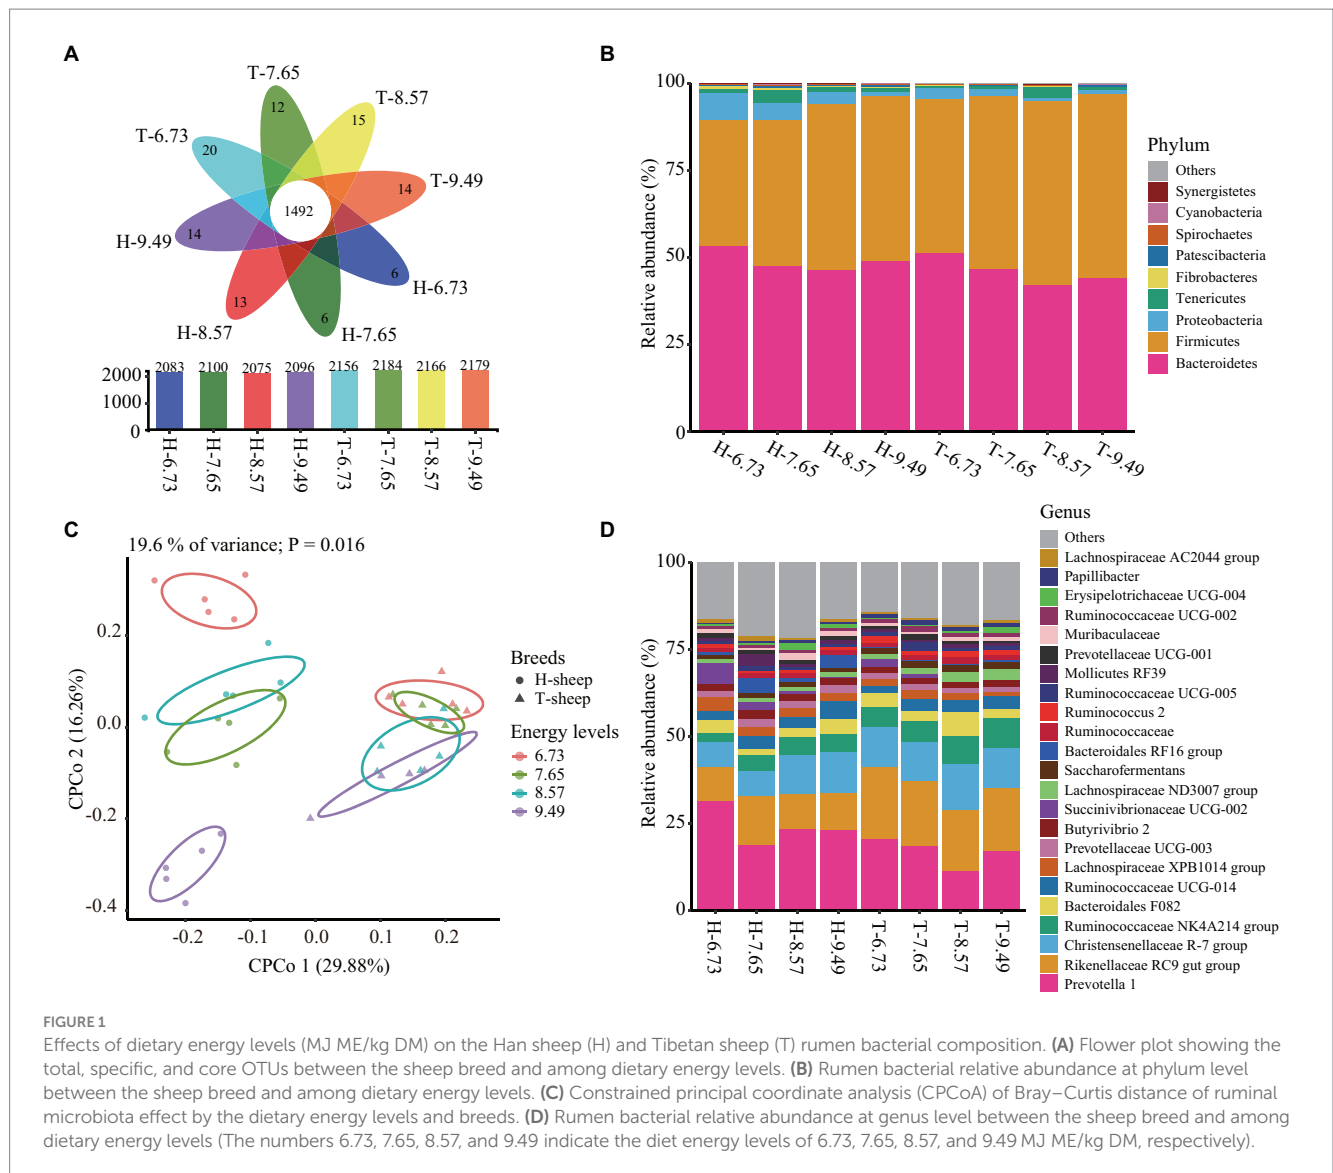 A
T-7.65
T-8.57
T-6.73
T-9.49
H-9.49
H-6.73
H-8.57
H-7.65
12
15
20
14
1492
14
6
13
6
2083 2100 2075 2096 2156 2184 2166 2179
2000
1000
0
H-6.73 H-7.65 H-8.57 H-9.49 T-6.73 T-7.65 T-8.57 T-9.49
B
Relative abundance (%)
100
75
50
25
0
H-6.73 H-7.65 H-8.57 H-9.49 T-6.73 T-7.65 T-8.57 T-9.49
Phylum
Others
Synergistetes
Cyanobacteria
Spirochaetes
Patescibacteria
Fibrobacteres
Tenericutes
Proteobacteria
Firmicutes
Bacteroidetes
C
19.6 % of variance; P = 0.016
CPCo 2 (16.26%)
0.2
0.0
-0.2
-0.4
-0.2 -0.1 0.0 0.1 0.2
CPCo 1 (29.88%)
Breeds
H-sheep
T-sheep
Energy levels
6.73
7.65
8.57
9.49
D
Relative abundance (%)
100
75
50
25
0
H-6.73 H-7.65 H-8.57 H-9.49 T-6.73 T-7.65 T-8.57 T-9.49
Genus
Others
Lachnospiraceae AC2044 group
Papillibacter
Erysipelotrichaceae UCG-004
Ruminococcaceae UCG-002
Muribaculaceae
Prevotellaceae UCG-001
Mollicutes RF39
Ruminococcaceae UCG-005
Ruminococcus 2
Ruminococcaceae
Bacteroidales RF16 group
Saccharofermentans
Lachnospiraceae ND3007 group
Succinivibrionaceae UCG-002
Butyrivibrio 2
Prevotellaceae UCG-003
Lachnospiraceae XPB1014 group
Ruminococcaceae UCG-014
Bacteroidales F082
Ruminococcaceae NK4A214 group
Christensenellaceae R-7 group
Rikenellaceae RC9 gut group
Prevotella 1
FIGURE 1
Effects of dietary energy levels (MJ ME/kg DM) on the Han sheep (H) and Tibetan sheep (T) rumen bacterial composition. (A) Flower plot showing the
total, specific, and core OTUs between the sheep breed and among dietary energy levels. (B) Rumen bacterial relative abundance at phylum level
between the sheep breed and among dietary energy levels. (C) Constrained principal coordinate analysis (CPCoA) of Bray–Curtis distance of ruminal
microbiota effect by the dietary energy levels and breeds. (D) Rumen bacterial relative abundance at genus level between the sheep breed and among
dietary energy levels (The numbers 6.73, 7.65, 8.57, and 9.49 indicate the diet energy levels of 6.73, 7.65, 8.57, and 9.49 MJ ME/kg DM, respectively).